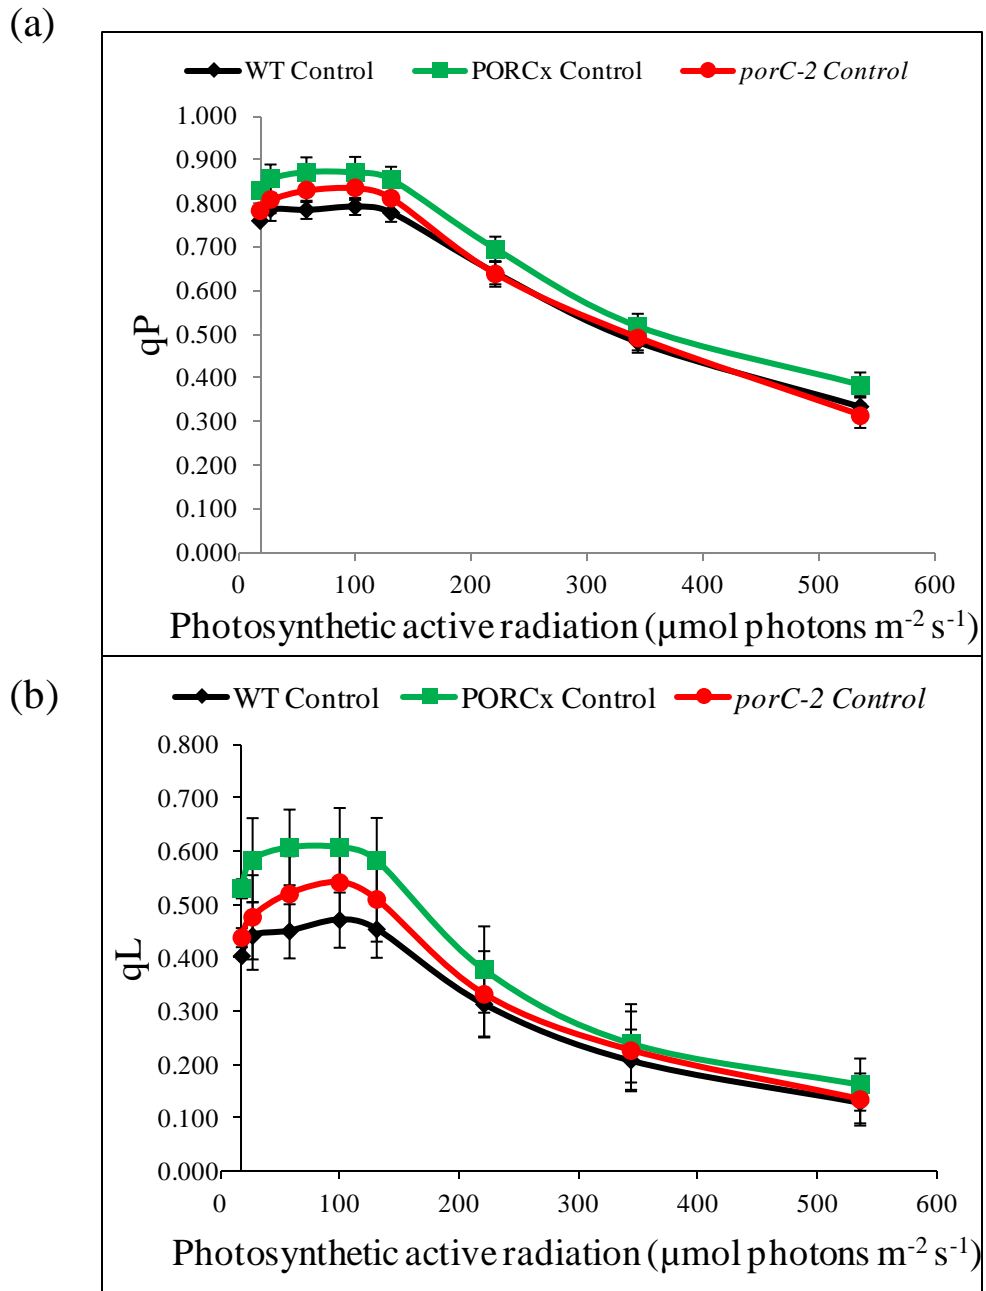 (a)
WT Control PORCx Control porC-2 Control
1.000
0.900
0.800
0.700
0.600
0.500
0.400
0.300
0.200
0.100
0.000
qP
0 100 200 300 400 500 600
Photosynthetic active radiation (µmol photons m-2 s-1)
(b)
WT Control PORCx Control porC-2 Control
0.800
0.700
0.600
0.500
0.400
0.300
0.200
0.100
0.000
qL
0 100 200 300 400 500 600
Photosynthetic active radiation (µmol photons m-2 s-1)